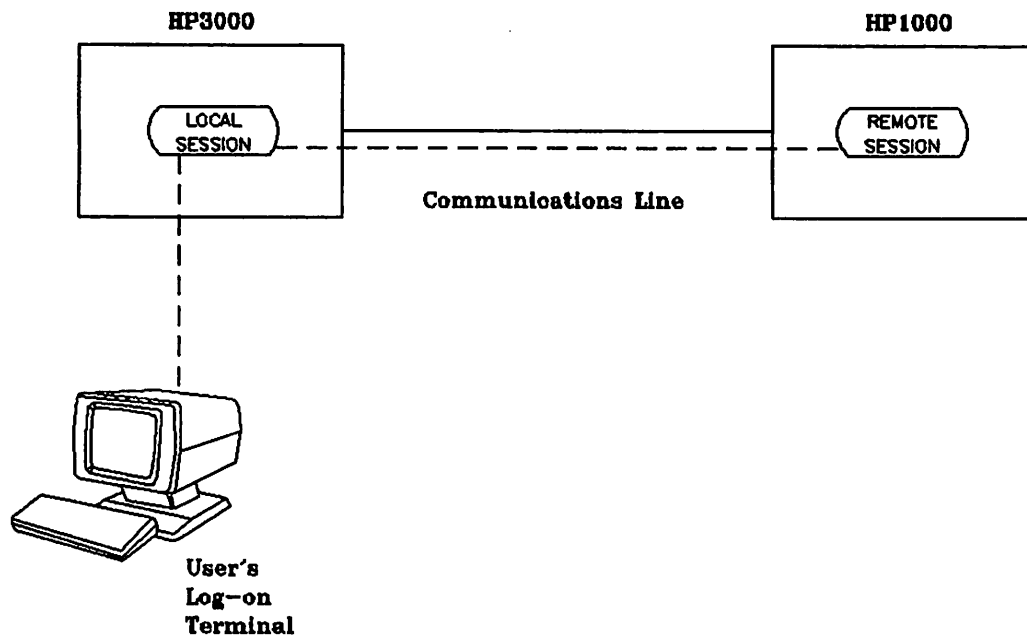 HP3000
HP1000
LOCAL
SESSION
REMOTE
SESSION
Communications Line
User's
Log-on
Terminal